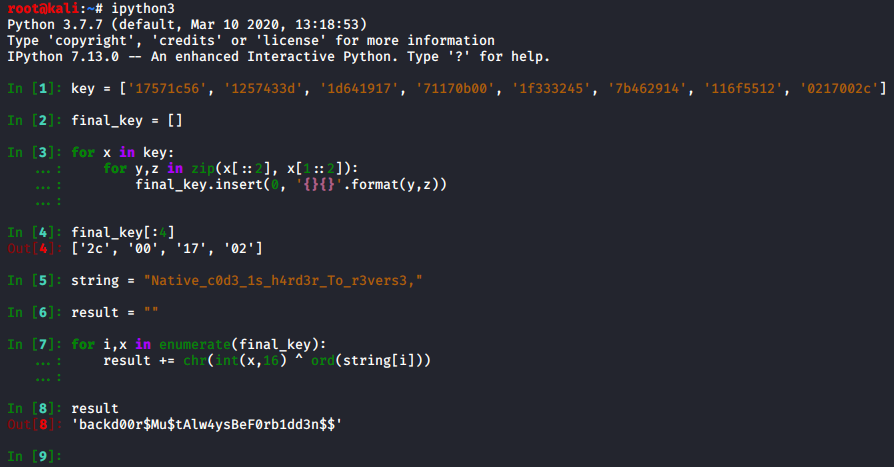 root@kali:~# ipython3
Python 3.7.7 (default, Mar 10 2020, 13:18:53)
Type 'copyright', 'credits' or 'license' for more information
IPython 7.13.0 -- An enhanced Interactive Python. Type '?' for help.
In [1]: key = ['17571c56', '1257433d', '1d641917', '71170b00', '1f333245', '7b462914', '116f5512', '0217002c']
In [2]: final_key = []
In [3]: for x in key:
...:     for y,z in zip(x[::2], x[1::2]):
...:         final_key.insert(0, '{}{}'.format(y,z))
...:
In [4]: final_key[:4]
Out[4]: ['2c', '00', '17', '02']
In [5]: string = "Native_c0d3_1s_h4rd3r_To_r3vers3,"
In [6]: result = ""
In [7]: for i,x in enumerate(final_key):
...:     result += chr(int(x,16) ^ ord(string[i]))
...:
In [8]: result
Out[8]: 'backd00r$Mu$tAlw4ysBeF0rb1dd3n$$'
In [9]: